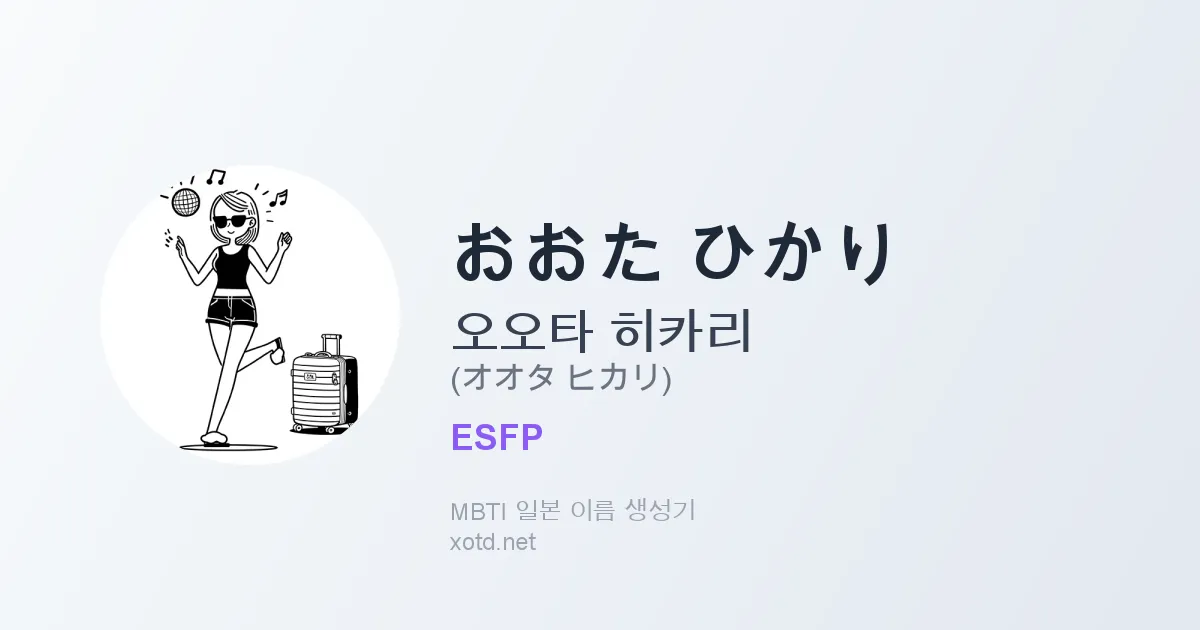 おおた ひかり
오오타 히카리
(オオタ ヒカリ)
ESFP
MBTI 일본 이름 생성기
xotd.net